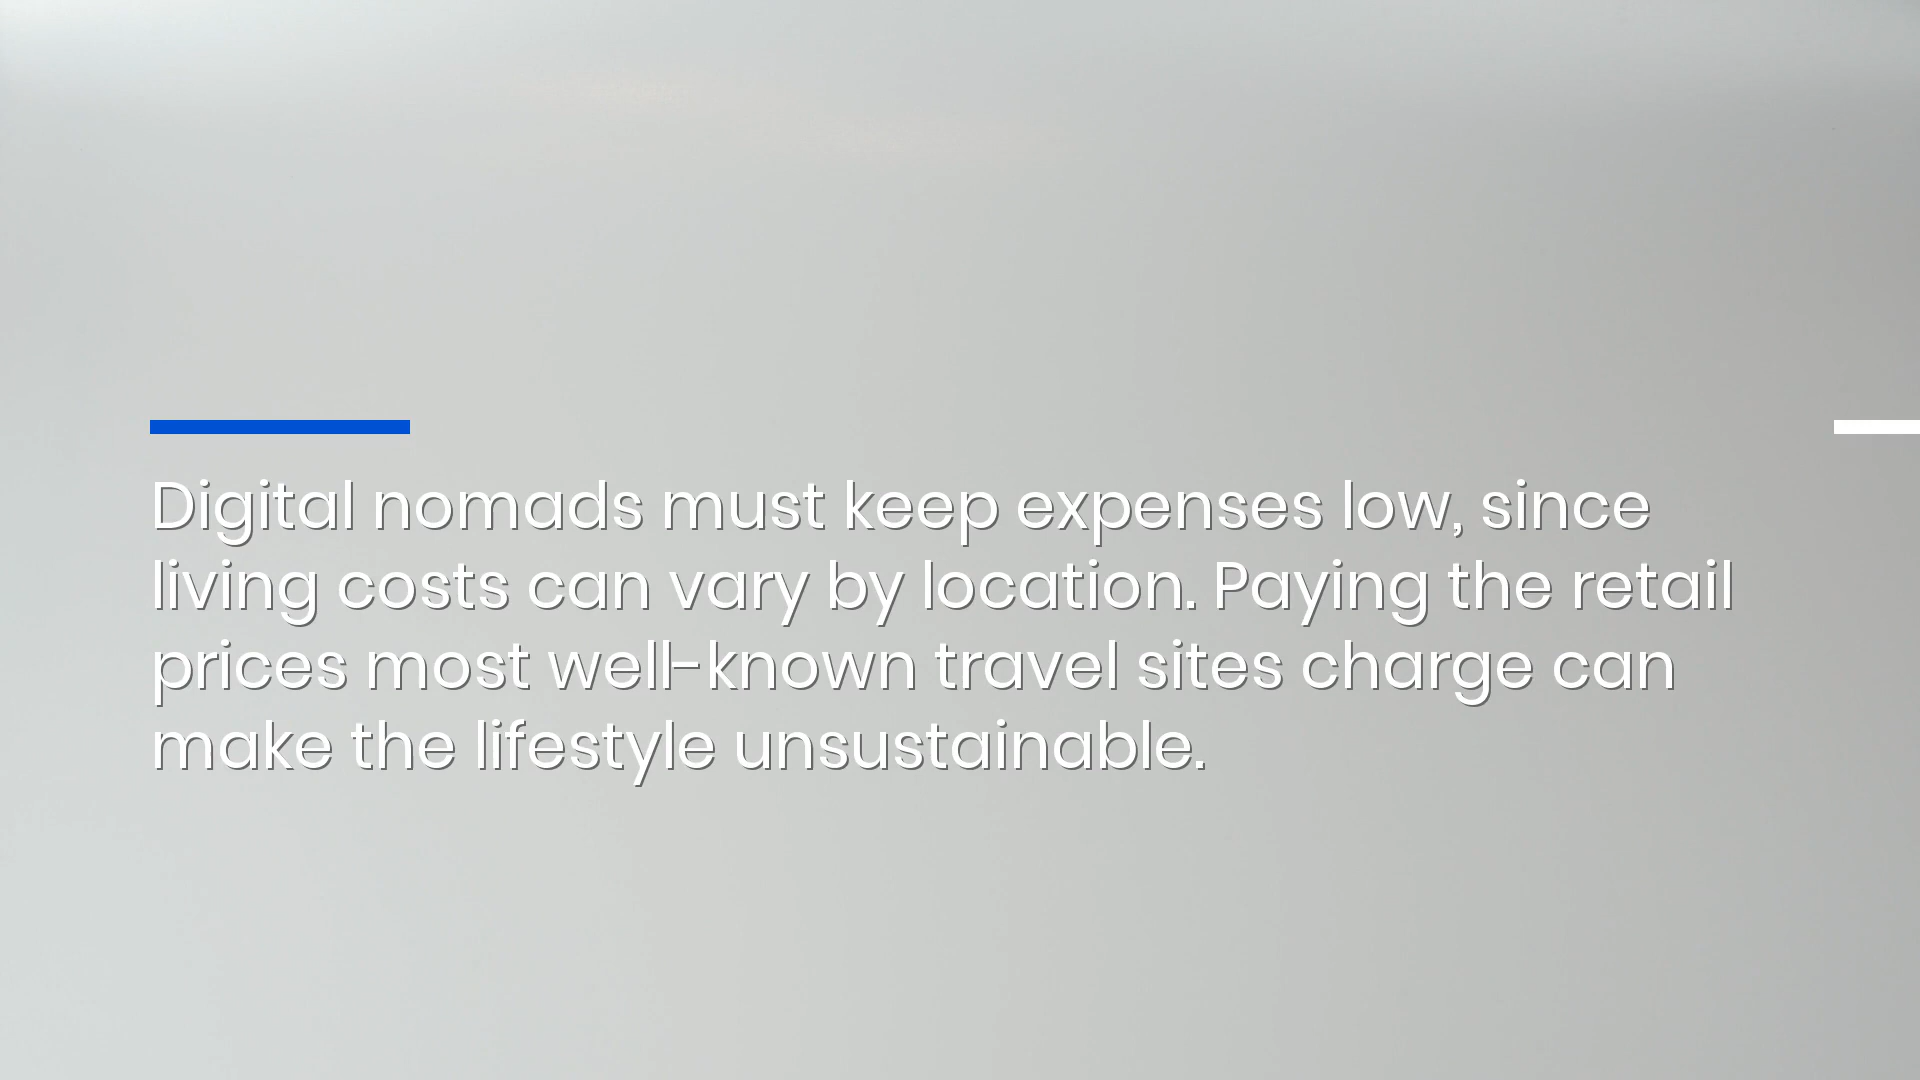 Digital nomads must keep expenses low, since
living costs can vary by location. Paying the retail
prices most well-known travel sites charge can
make the lifestyle unsustainable.